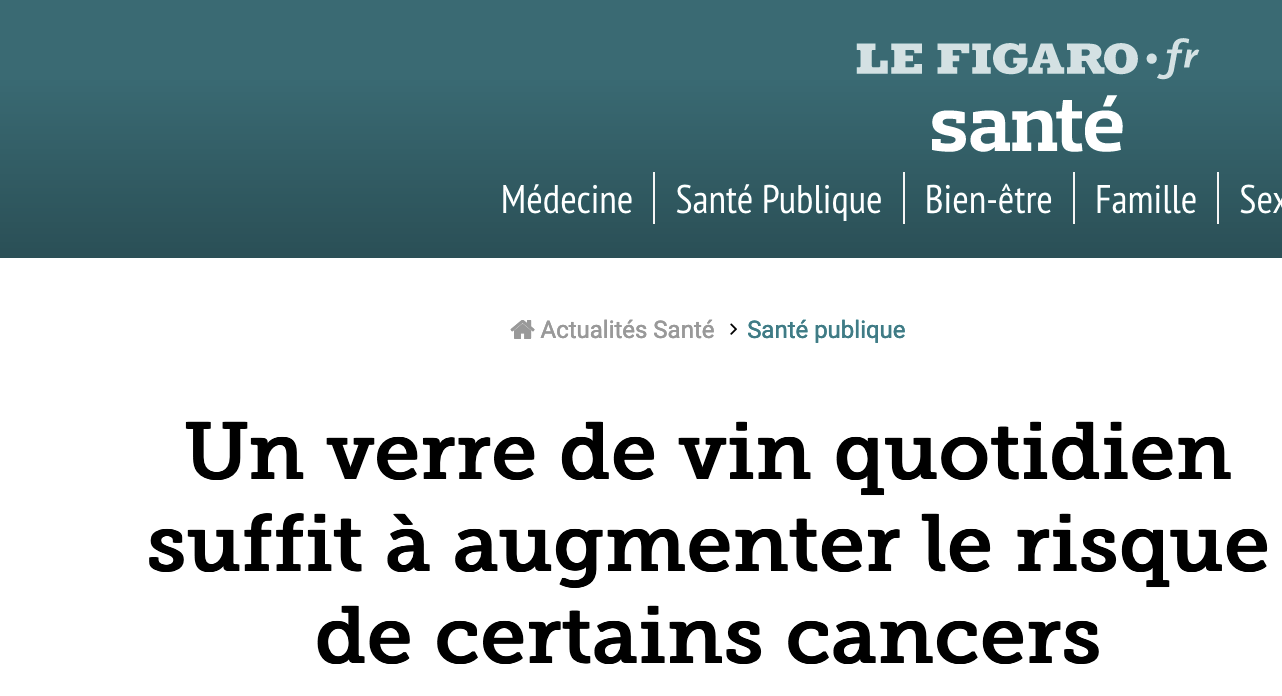 LE FIGARO·fr
santé
Médecine | Santé Publique | Bien-être | Famille | Sex
Actualités Santé > Santé publique
Un verre de vin quotidien
suffit à augmenter le risque
de certains cancers